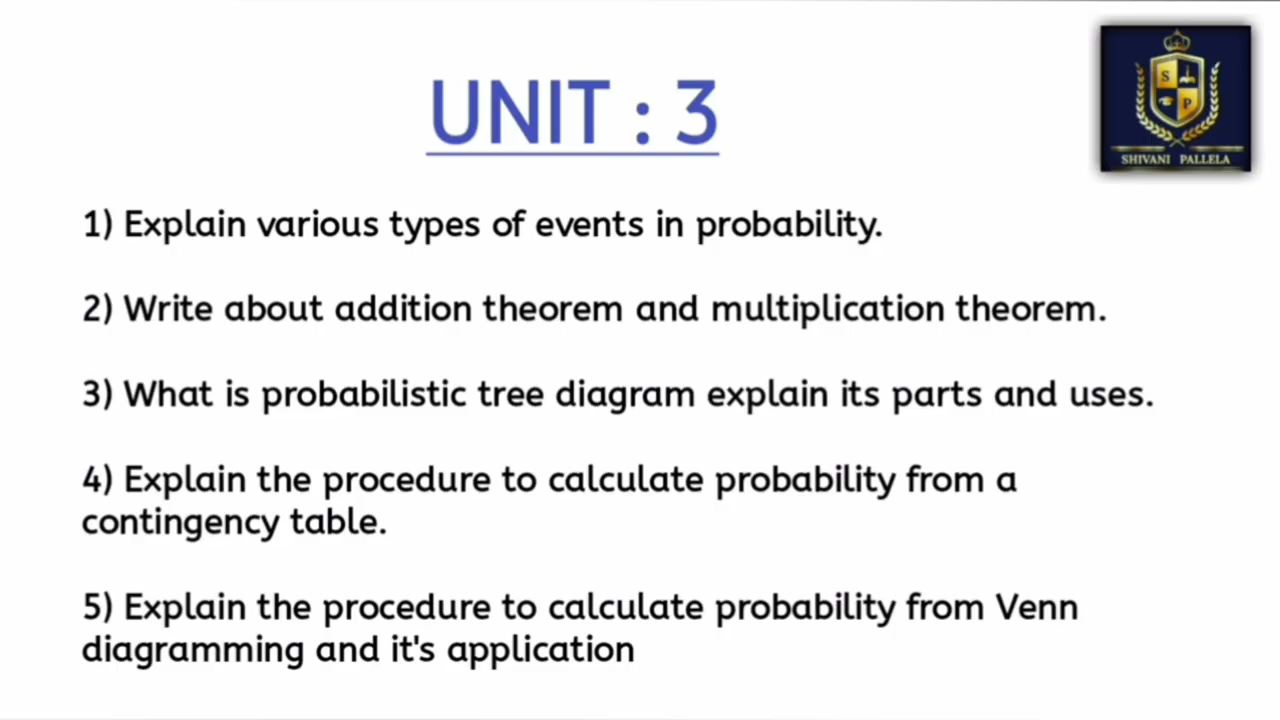 UNIT : 3
S
P
SHIVANI PALLELA
1) Explain various types of events in probability.
2) Write about addition theorem and multiplication theorem.
3) What is probabilistic tree diagram explain its parts and uses.
4) Explain the procedure to calculate probability from a
contingency table.
5) Explain the procedure to calculate probability from Venn
diagramming and it's application